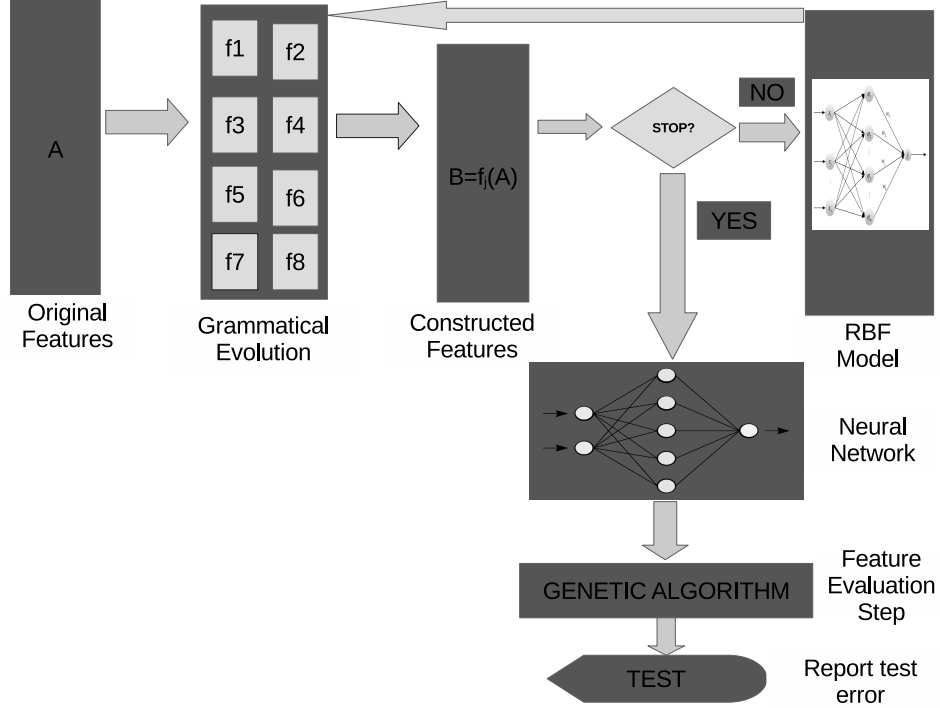 A
Original
Features
f1
f2
f3
f4
f5
f6
f7
f8
Grammatical
Evolution
B=fj(A)
Constructed
Features
STOP?
NO
YES
RBF
Model
Neural
Network
GENETIC ALGORITHM
Feature
Evaluation
Step
TEST
Report test
error